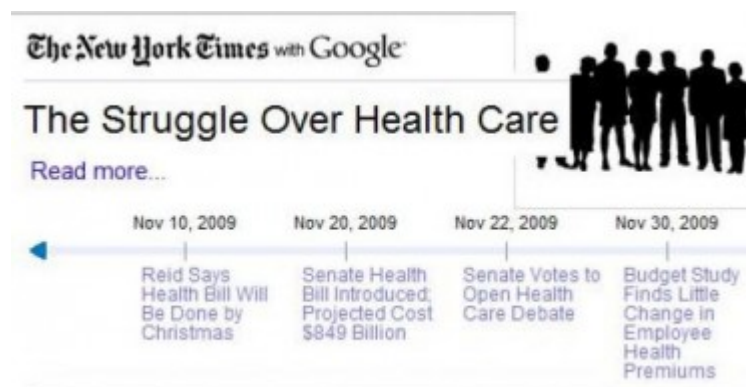 The New York Times with Google
The Struggle Over Health Care
Read more...
Nov 10, 2009
Nov 20, 2009
Nov 22, 2009
Nov 30, 2009
Reid Says
Health Bill Will
Be Done by
Christmas
Senate Health
Bill Introduced;
Projected Cost
$849 Billion
Senate Votes to
Open Health
Care Debate
Budget Study
Finds Little
Change in
Employee
Health
Premiums